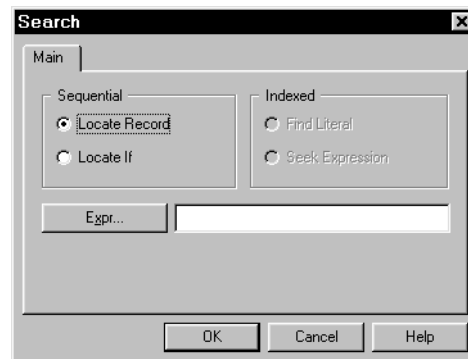 Search
Main
Sequential
Indexed
Locate Record
Find Literal
Locate If
Seek Expression
Expr...
OK
Cancel
Help